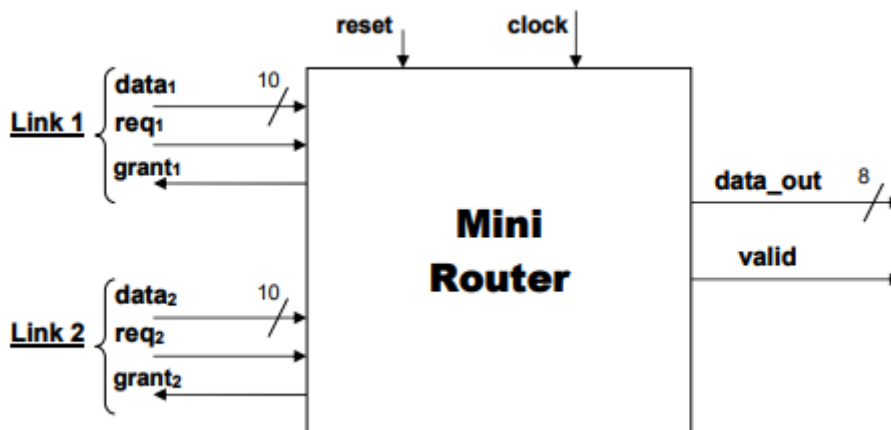 reset
clock
data₁
10
Link 1
req₁
grant₁
data_out
8
Mini
Router
valid
data₂
10
Link 2
req₂
grant₂